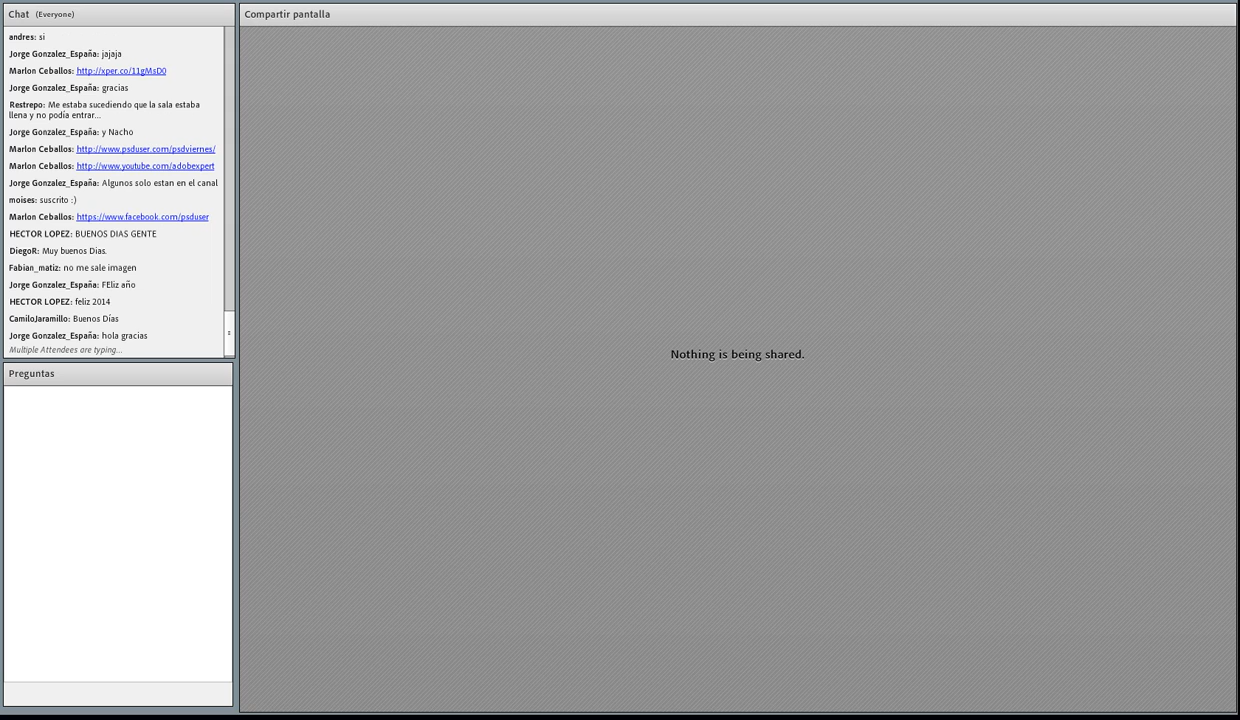 Chat (Everyone)
andres: si
Jorge Gonzalez_España: jajaja
Marlon Ceballos: http://xper.co/11gMsD0
Jorge Gonzalez_España: gracias
Restrepo: Me estaba sucediendo que la sala estaba
llena y no podía entrar...
Jorge Gonzalez_España: y Nacho
Marlon Ceballos: http://www.psduser.com/psdviernes/
Marlon Ceballos: http://www.youtube.com/adobexpert
Jorge Gonzalez_España: Algunos solo estan en el canal
moises: suscrito :)
Marlon Ceballos: https://www.facebook.com/psduser
HECTOR LOPEZ: BUENOS DIAS GENTE
DiegoR: Muy buenos Dias.
Fabian_matiz: no me sale imagen
Jorge Gonzalez_España: FEliz año
HECTOR LOPEZ: feliz 2014
CamiloJaramillo: Buenos Días
Jorge Gonzalez_España: hola gracias
Multiple Attendees are typing...
Preguntas
Compartir pantalla
Nothing is being shared.